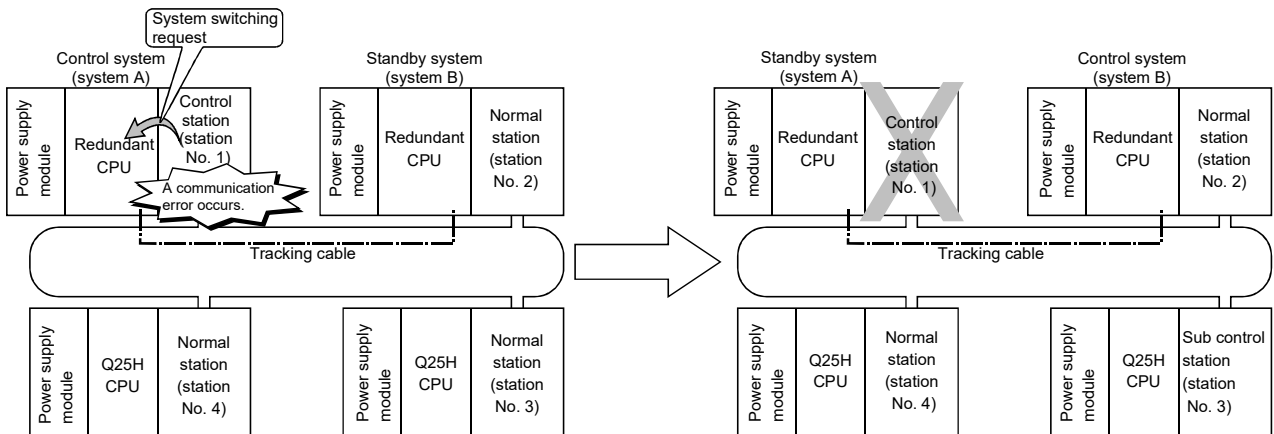 System switching
request
Control system
(system A)
Power supply
module
Redundant
CPU
Control
station
(station
No. 1)
A communication
error occurs.
Standby system
(system B)
Power supply
module
Redundant
CPU
Normal
station
(station
No. 2)
Tracking cable
Power supply
module
Q25H
CPU
Normal
station
(station
No. 4)
Power supply
module
Q25H
CPU
Normal
station
(station
No. 3)
Standby system
(system A)
Power supply
module
Redundant
CPU
Control
station
(station
No. 1)
Control system
(system B)
Power supply
module
Redundant
CPU
Normal
station
(station
No. 2)
Tracking cable
Power supply
module
Q25H
CPU
Normal
station
(station
No. 4)
Power supply
module
Q25H
CPU
Sub control
station
(station
No. 3)